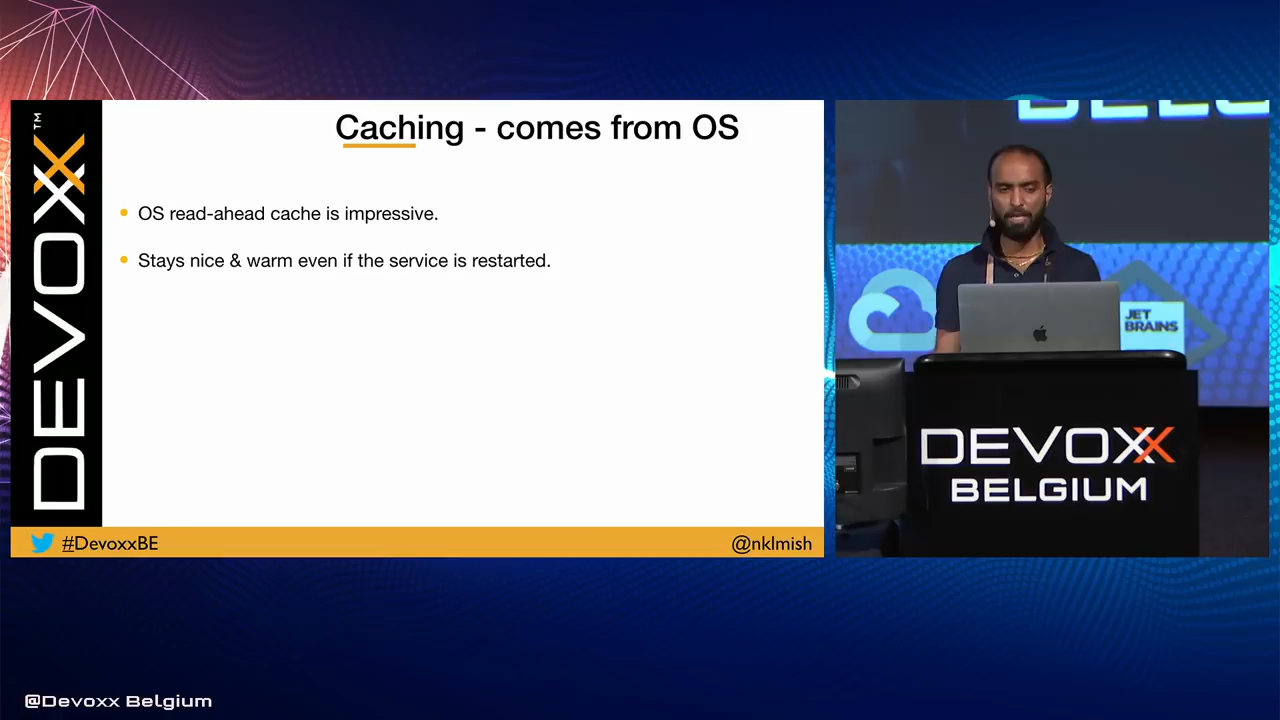 DEVOXX™
Caching - comes from OS
OS read-ahead cache is impressive.
Stays nice & warm even if the service is restarted.
#DevoxxBE
@nklmish
JET
BRAINS
DEVOXX
BELGIUM
@Devoxx Belgium